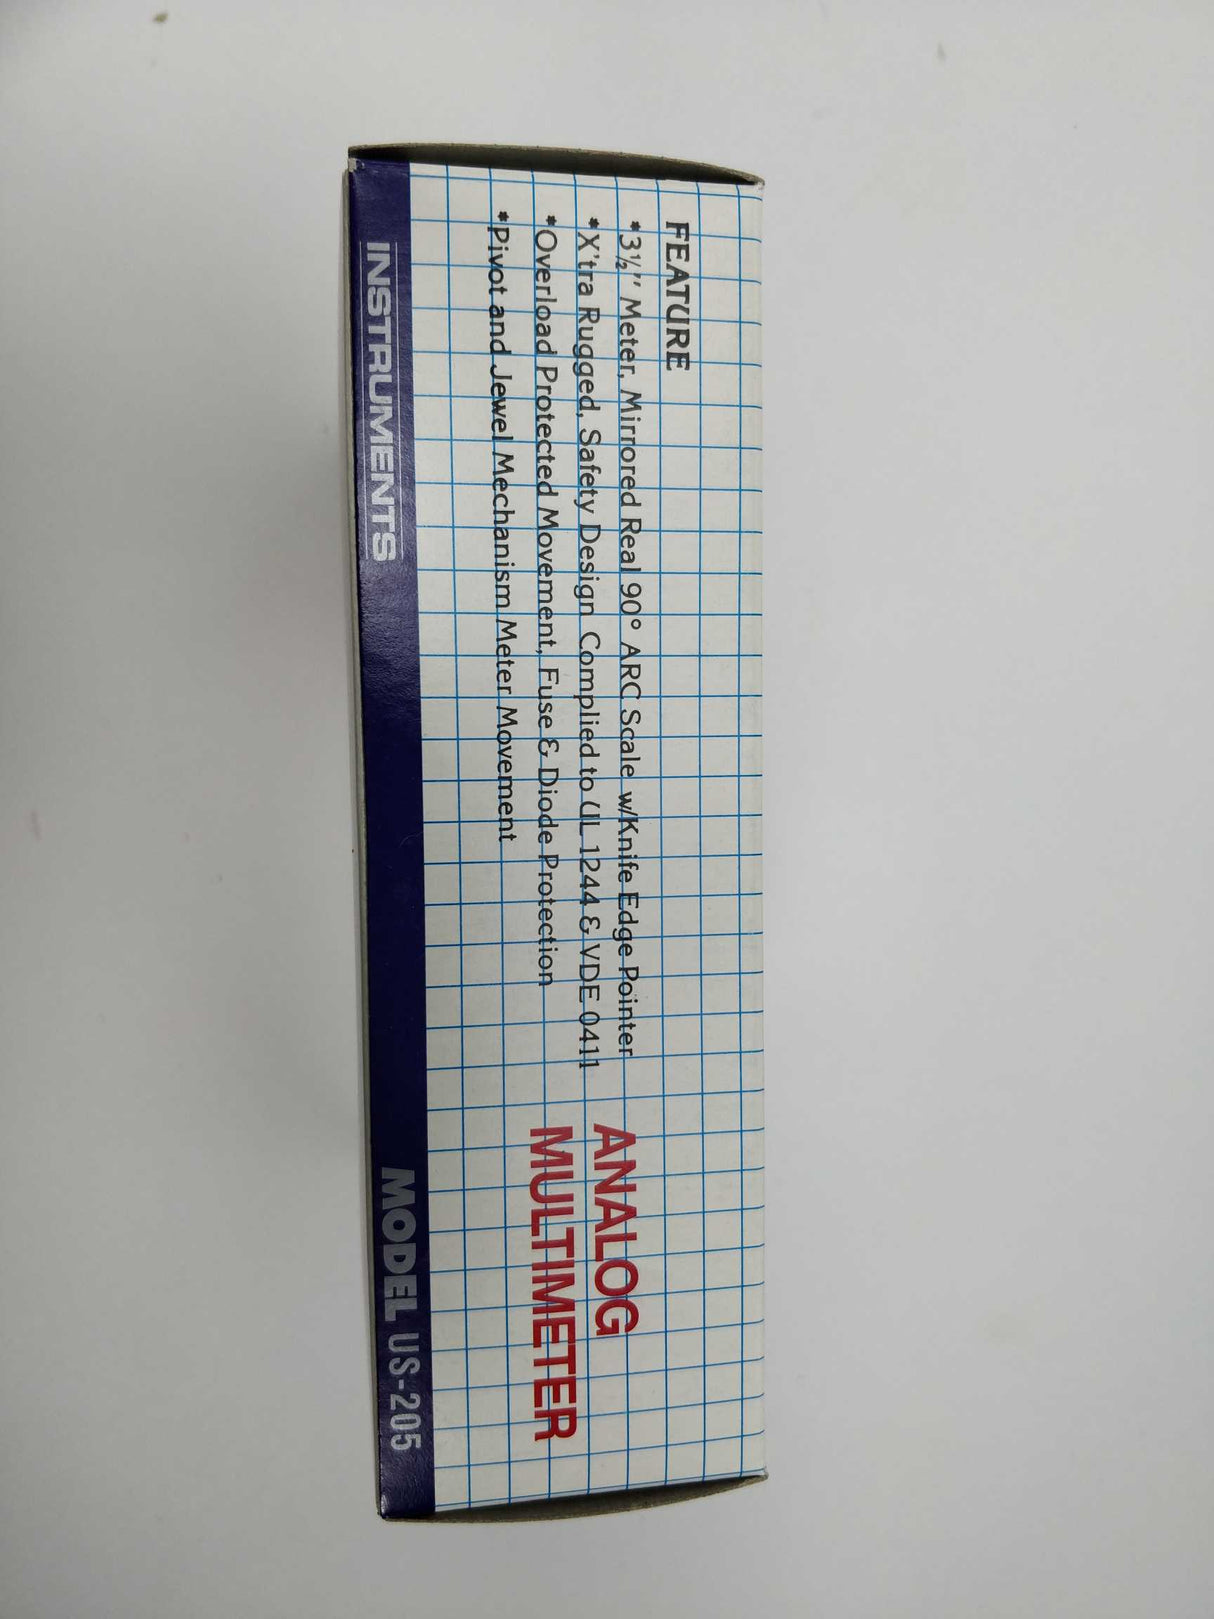 FEATURE
*3½" Meter, Mirrored Real 90° ARC Scale w/Knife Edge Pointer
*X'tra Rugged, Safety Design Complied to UL 1244 & VDE 0411
*Overload Protected Movement, Fuse & Diode Protection
*Pivot and Jewel Mechanism Meter Movement
ANALOG
MULTIMETER
INSTRUMENTS
MODEL US-205